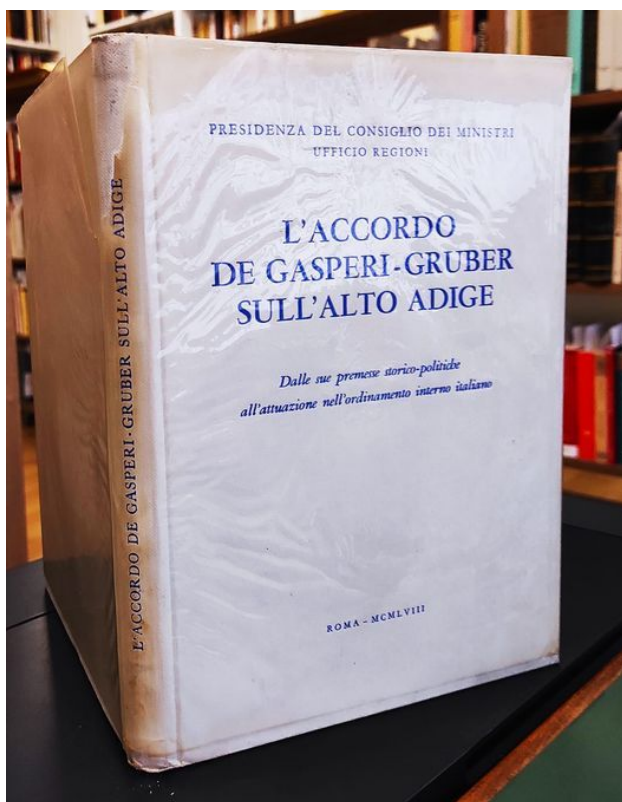 PRESIDENZA DEL CONSIGLIO DEI MINISTRI
UFFICIO REGIONI
L'ACCORDO
DE GASPERI-GRUBER
SULL'ALTO ADIGE
Dalle sue premesse storico-politiche
all'attuazione nell'ordinamento interno italiano
ROMA - MCMLVIII
L'ACCORDO DE GASPERI-GRUBER SULL'ALTO ADIGE